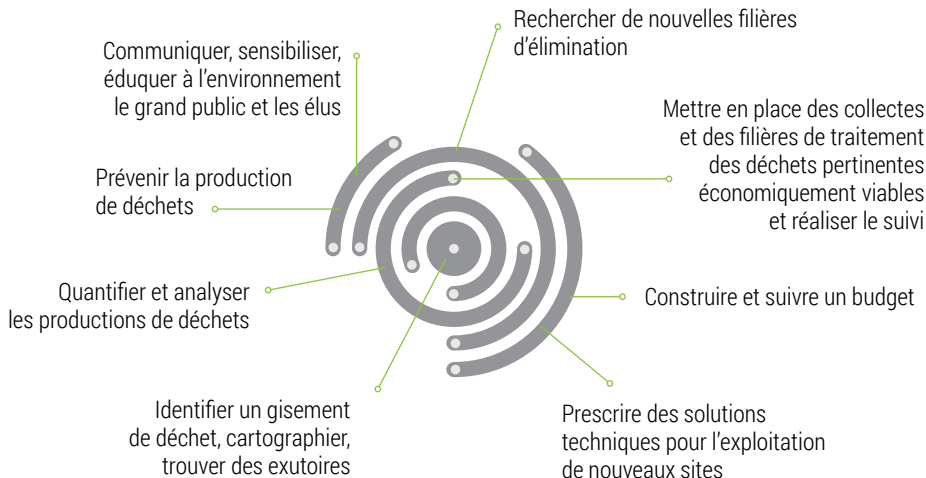 Rechercher de nouvelles filières
d'élimination
Communiquer, sensibiliser,
éduquer à l'environnement
le grand public et les élus
Mettre en place des collectes
et des filières de traitement
des déchets pertinentes
économiquement viables
et réaliser le suivi
Prévenir la production
de déchets
Quantifier et analyser
les productions de déchets
Construire et suivre un budget
Identifier un gisement
de déchet, cartographier,
trouver des exutoires
Prescrire des solutions
techniques pour l'exploitation
de nouveaux sites